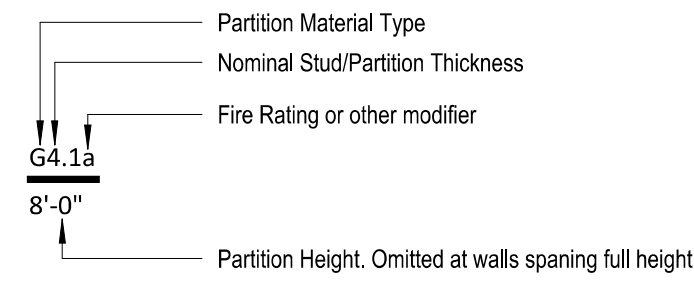 Partition Material Type
Nominal Stud/Partition Thickness
Fire Rating or other modifier
G4.1a
8'-0"
Partition Height. Omitted at walls spaning full height